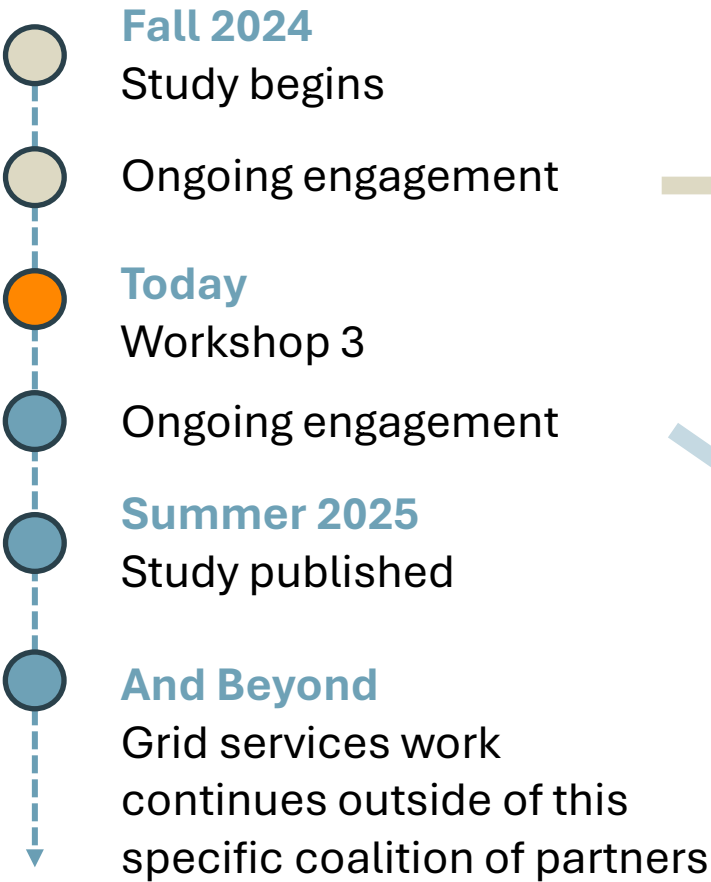 Fall 2024
Study begins
Ongoing engagement
Today
Workshop 3
Ongoing engagement
Summer 2025
Study published
And Beyond
Grid services work
continues outside of this
specific coalition of partners